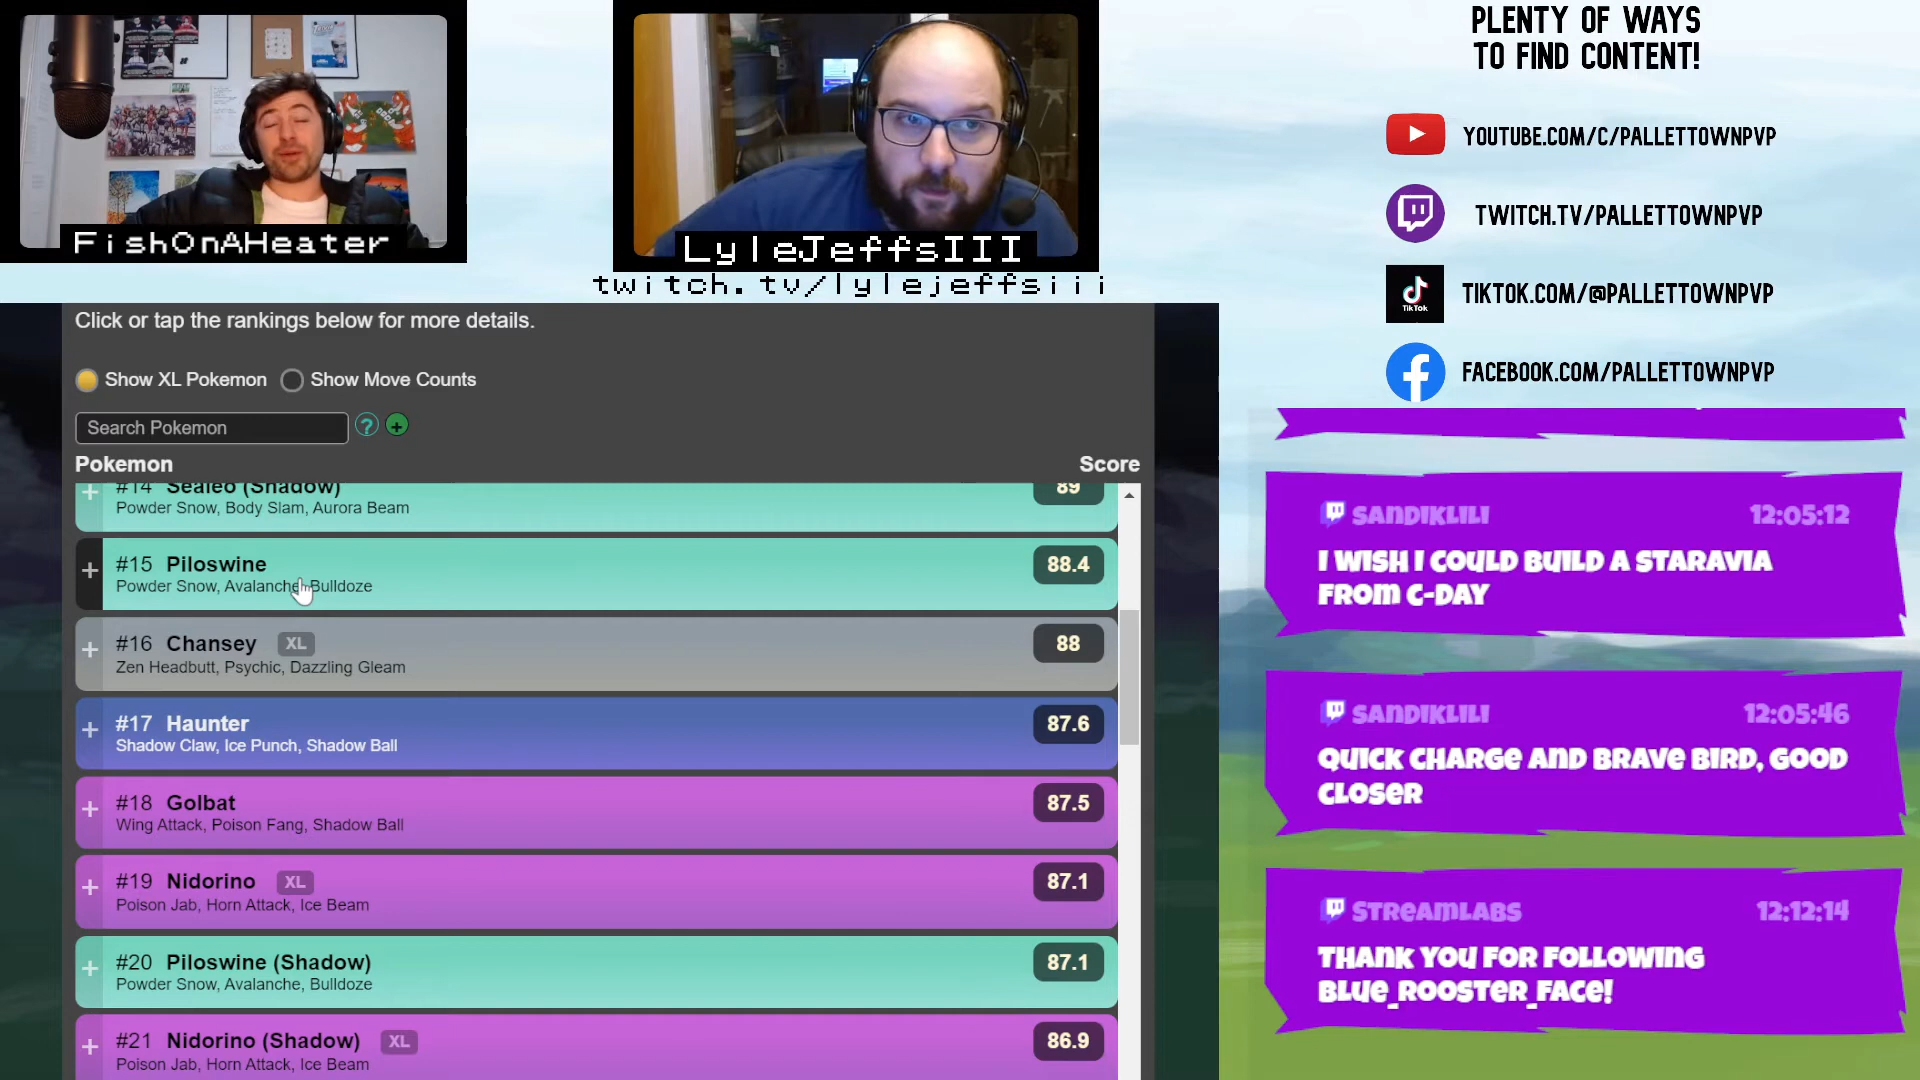 FishOnAHeater
LyleJeffsIII
twitch.tv/lylejeffsiii
PLENTY OF WAYS
TO FIND CONTENT!
YOUTUBE.COM/C/PALLETTOWNPVP
TWITCH.TV/PALLETTOWNPVP
TikTok
TIKTOK.COM/@PALLETTOWNPVP
FACEBOOK.COM/PALLETTOWNPVP
Click or tap the rankings below for more details.
Show XL Pokemon Show Move Counts
Search Pokemon ? +
Pokemon Score
#14 Sealeo (Shadow) 89
Powder Snow, Body Slam, Aurora Beam
+ #15 Piloswine 88.4
Powder Snow, Avalanche, Bulldoze
+ #16 Chansey XL 88
Zen Headbutt, Psychic, Dazzling Gleam
+ #17 Haunter 87.6
Shadow Claw, Ice Punch, Shadow Ball
+ #18 Golbat 87.5
Wing Attack, Poison Fang, Shadow Ball
+ #19 Nidorino XL 87.1
Poison Jab, Horn Attack, Ice Beam
+ #20 Piloswine (Shadow) 87.1
Powder Snow, Avalanche, Bulldoze
+ #21 Nidorino (Shadow) XL 86.9
Poison Jab, Horn Attack, Ice Beam
SANDIKLILI 12:05:12
I WISH I COULD BUILD A STARAVIA
FROM C-DAY
SANDIKLILI 12:05:46
QUICK CHARGE AND BRAVE BIRD, GOOD
CLOSER
STREAMLABS 12:12:14
THANK YOU FOR FOLLOWING
BLUE_ROOSTER_FACE!